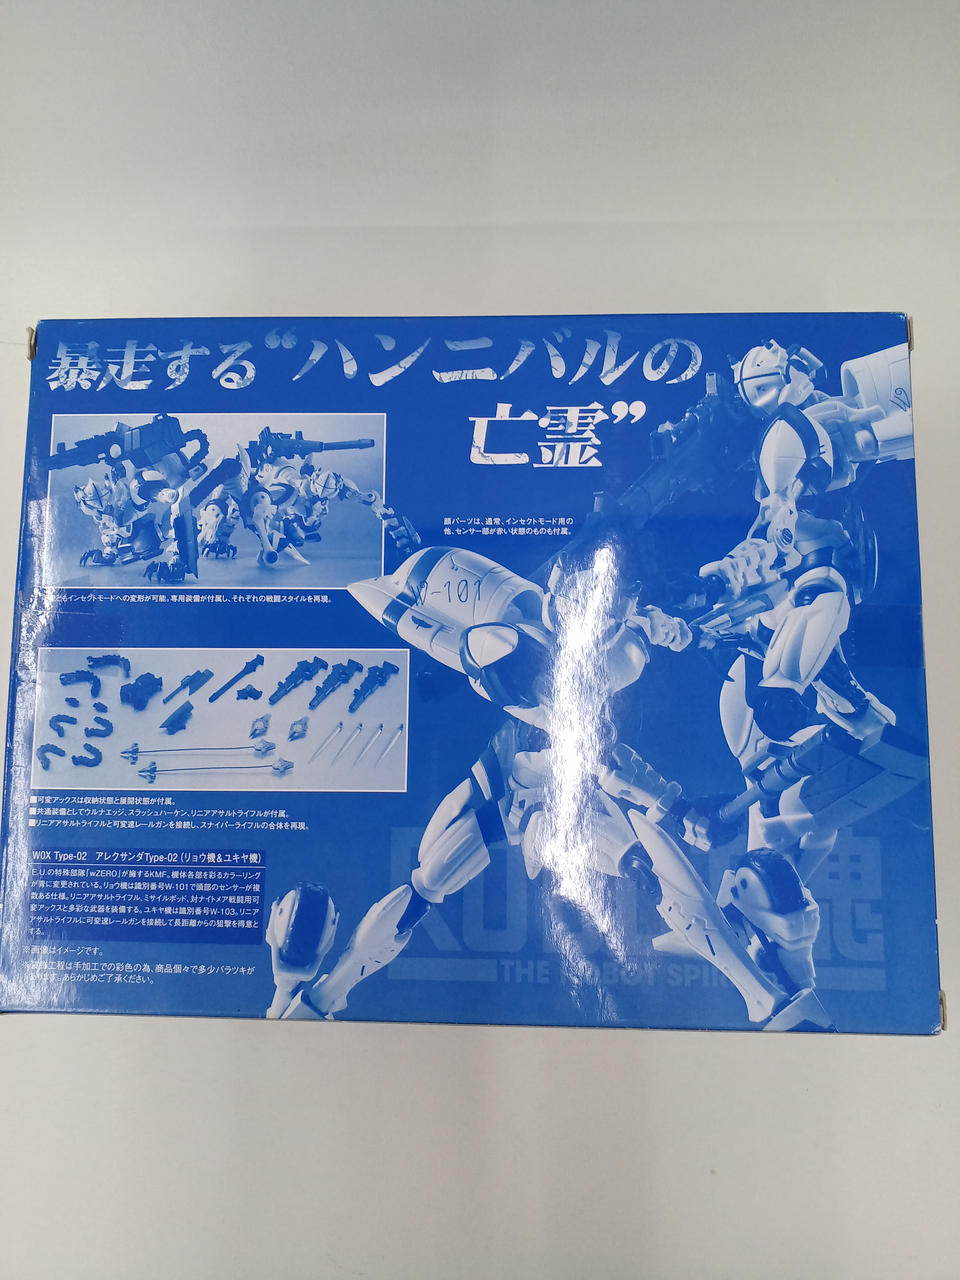 暴走する“ハンニバルの
亡霊”
顔パーツは、通常、インセクトモード用の
他、センサー部が赤い状態のものも付属。
W-101
W
ともインセクトモードへの変形が可能。専用装備が付属し、それぞれの戦闘スタイルを再現。
■可変アックスは収納状態と展開状態が付属。
■共通装備としてウルナエッジ、スラッシュハーケン、リニアアサルトライフルが付属。
■リニアアサルトライフルと可変速レールガンを接続し、スナイパーライフルの合体を再現。
W0X Type-02 アレクサンダType-02（リョウ機＆ユキヤ機）
E.U.の特殊部隊「wZERO」が擁するKMF。機体各部を彩るカラーリング
が青に変更されている。リョウ機は識別番号W-101で頭部のセンサーが複
数ある仕様。リニアアサルトライフル、ミサイルポッド、対ナイトメア戦闘用可
変アックスと多彩な武器を装備する。ユキヤ機は識別番号W-103。リニア
アサルトライフルに可変速レールガンを接続して長距離からの狙撃を得意と
する。
※画像はイメージです。
工程は手加工での彩色の為、商品個々で多少バラツキが
す。あらかじめご了承ください。
ROBOT魂
THE ROBOT SPIRITS